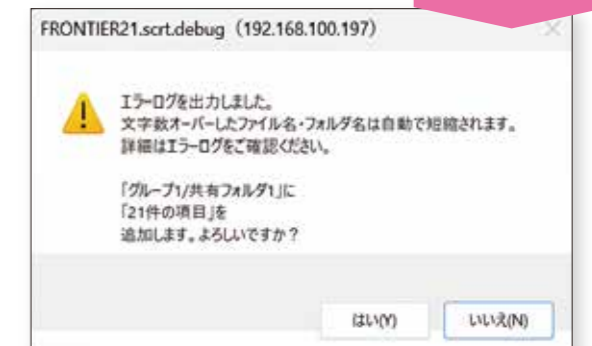 FRONTIER21.scrt.debug（192.168.100.197）
エラーログを出力しました。
文字数オーバーしたファイル名・フォルダ名は自動で短縮されます。
詳細はエラーログをご確認ください。
「グループ1/共有フォルダ1」に
「21件の項目」を
追加します。よろしいですか？
はい(Y)
いいえ(N)